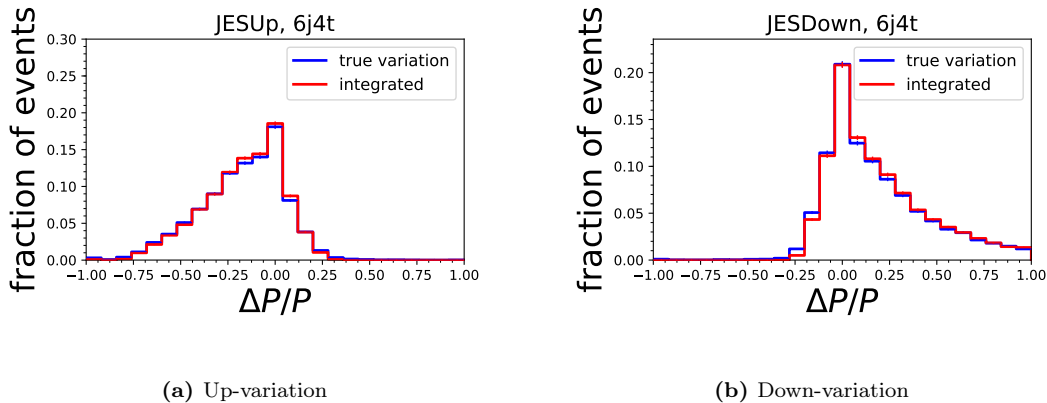 JESUp, 6j4t
fraction of events
0.30
0.25
0.20
0.15
0.10
0.05
0.00
true variation
integrated
−1.00 −0.75 −0.50 −0.25 0.00 0.25 0.50 0.75 1.00
ΔP/P
(a) Up-variation
JESDown, 6j4t
fraction of events
0.20
0.15
0.10
0.05
0.00
true variation
integrated
−1.00 −0.75 −0.50 −0.25 0.00 0.25 0.50 0.75 1.00
ΔP/P
(b) Down-variation